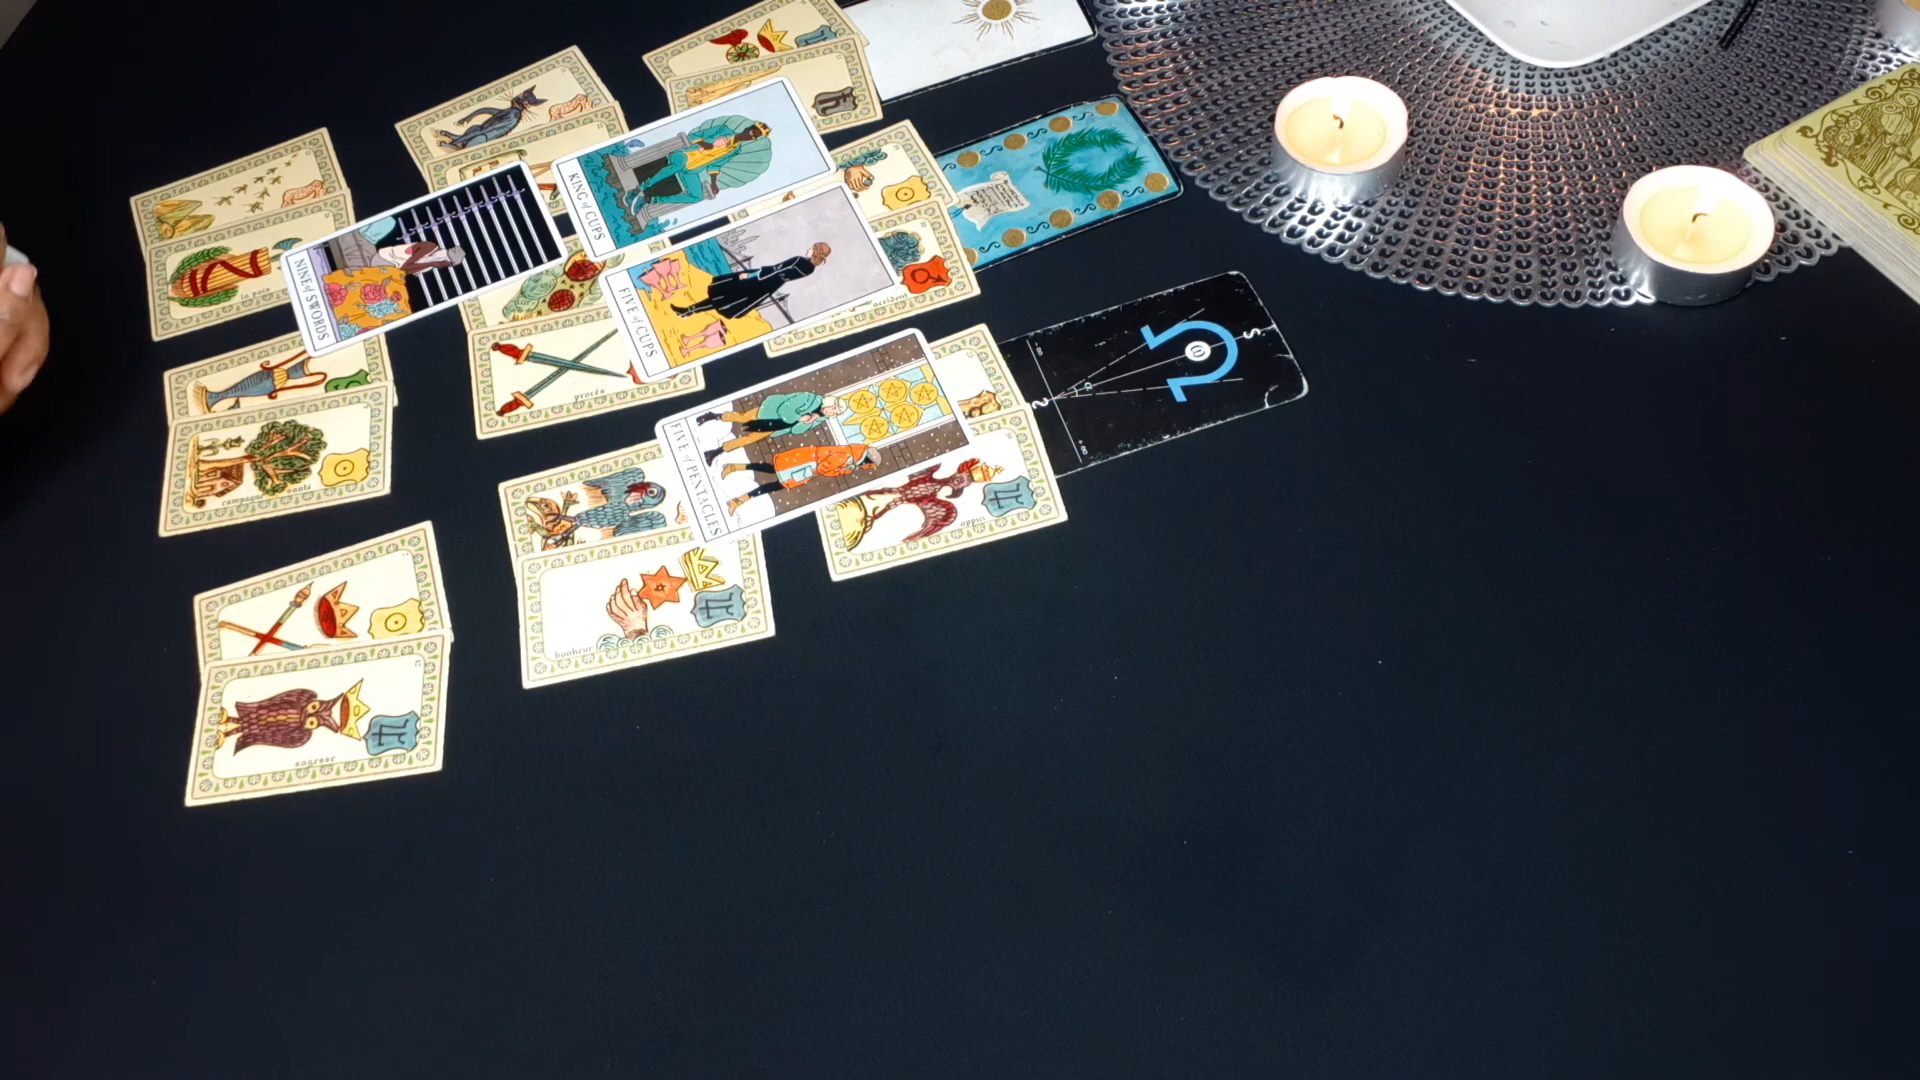 la paix
NINE of SWORDS
KING of CUPS
FIVE of CUPS
accident
procès
campagne santé
FIVE of PENTACLES
appui
bonheur
sagesse